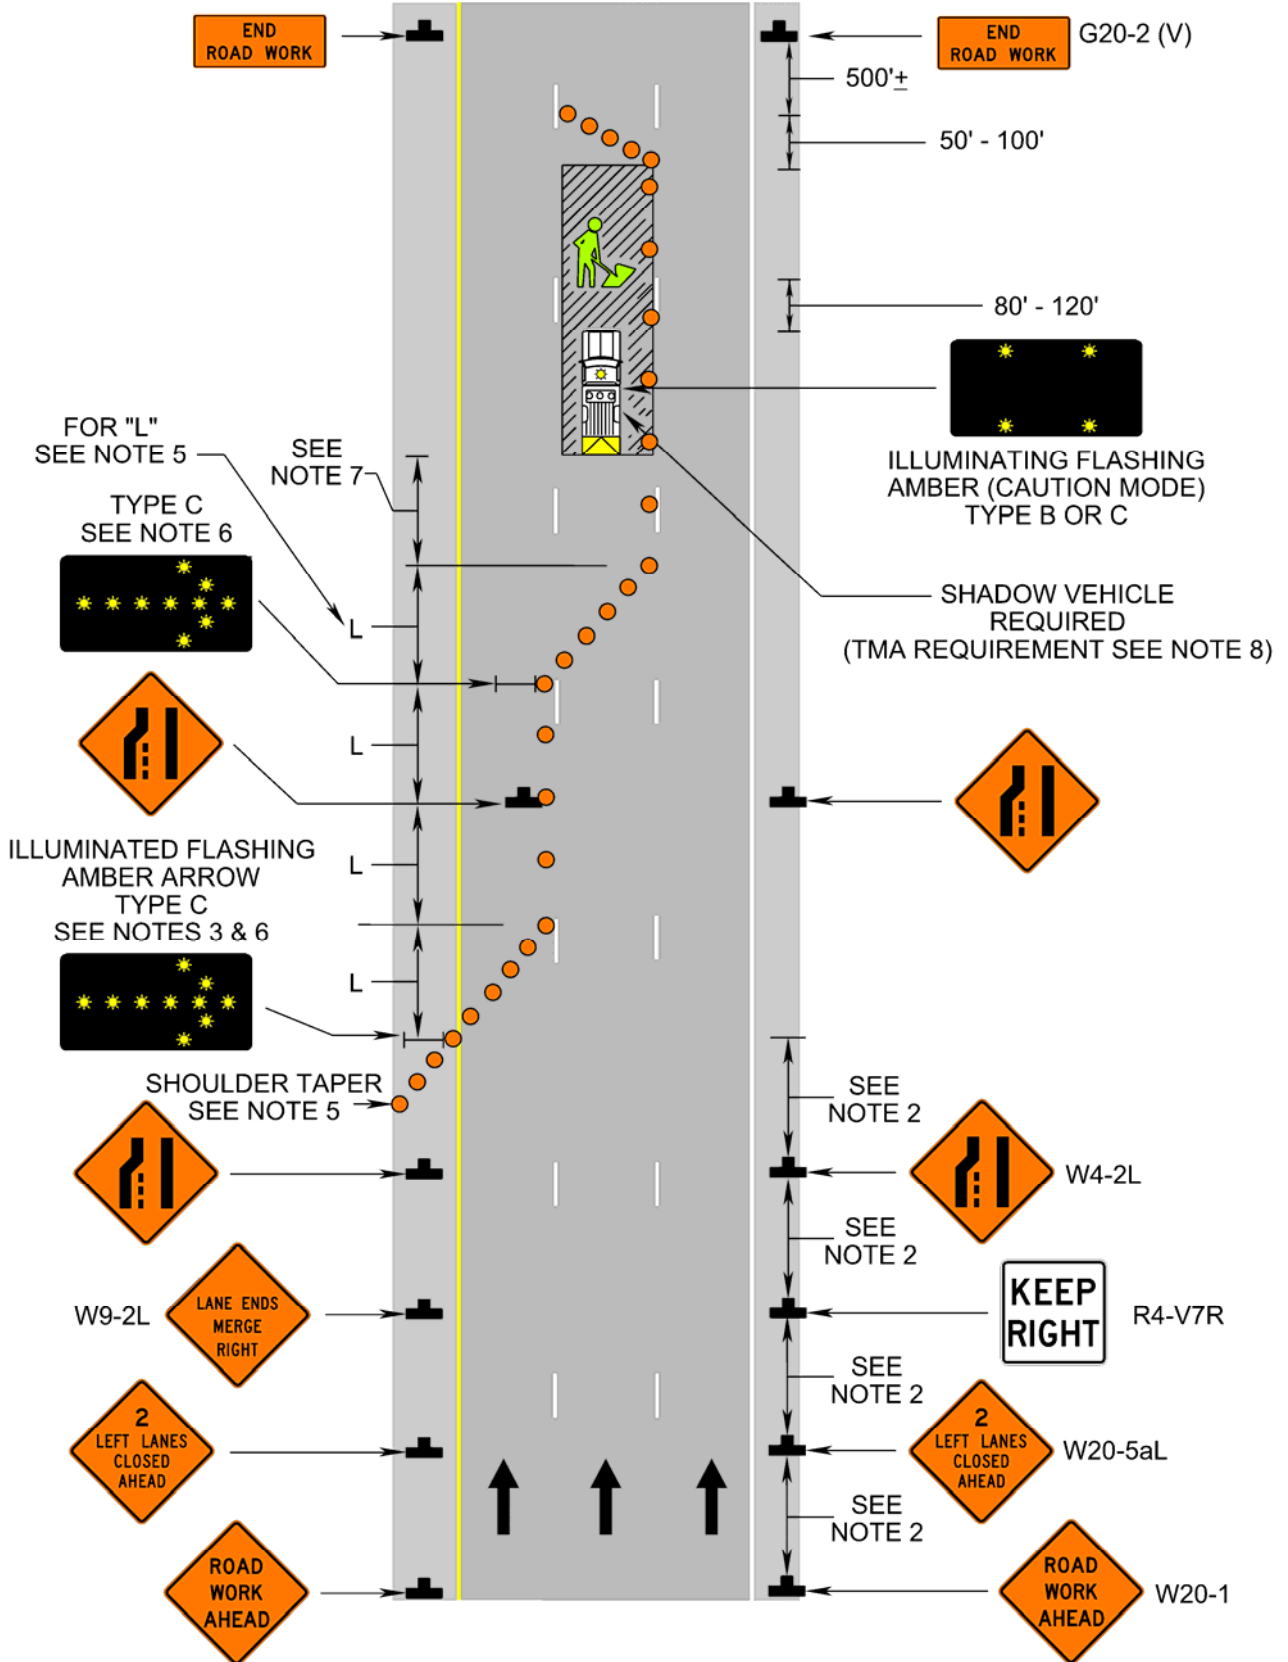 END
ROAD WORK
END
ROAD WORK
G20-2 (V)
500'±
50' - 100'
80' - 120'
FOR "L"
SEE NOTE 5
SEE
NOTE 7
TYPE C
SEE NOTE 6
ILLUMINATING FLASHING
AMBER (CAUTION MODE)
TYPE B OR C
SHADOW VEHICLE
REQUIRED
(TMA REQUIREMENT SEE NOTE 8)
L
L
ILLUMINATED FLASHING
AMBER ARROW
TYPE C
SEE NOTES 3 & 6
L
L
SHOULDER TAPER
SEE NOTE 5
SEE
NOTE 2
W4-2L
SEE
NOTE 2
W9-2L
LANE ENDS
MERGE
RIGHT
KEEP
RIGHT
R4-V7R
SEE
NOTE 2
2
LEFT LANES
CLOSED
AHEAD
2
LEFT LANES
CLOSED
AHEAD
W20-5aL
SEE
NOTE 2
ROAD
WORK
AHEAD
ROAD
WORK
AHEAD
W20-1